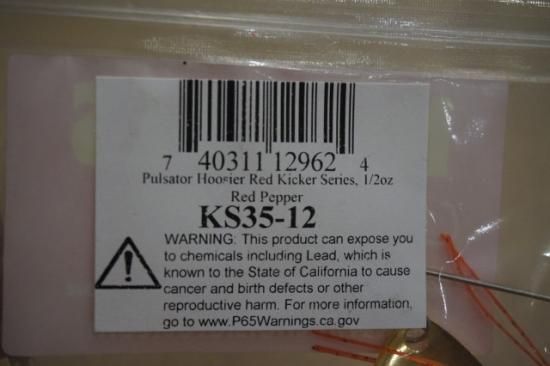 7 40311 12962 4
Pulsator Hoosier Red Kicker Series, 1/2oz
Red Pepper
KS35-12
WARNING: This product can expose you
to chemicals including Lead, which is
known to the State of California to cause
cancer and birth defects or other
reproductive harm. For more information,
go to www.P65Warnings.ca.gov